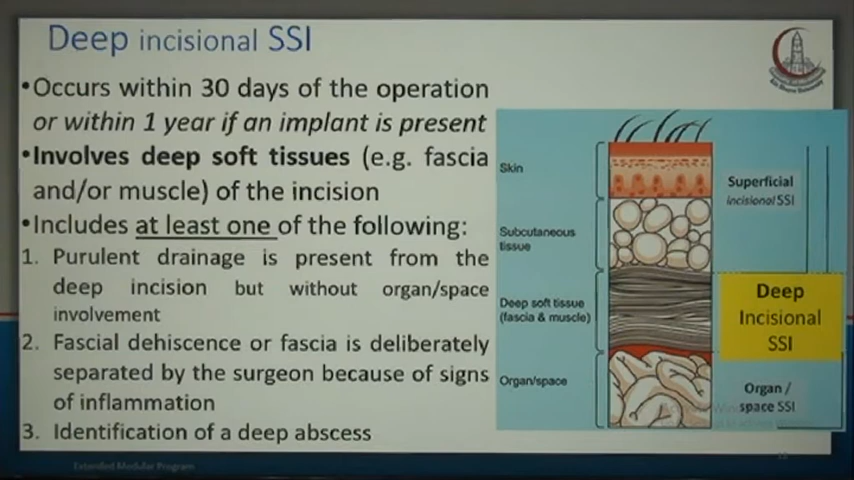 Deep incisional SSI
•Occurs within 30 days of the operation
or within 1 year if an implant is present
•Involves deep soft tissues (e.g. fascia
and/or muscle) of the incision
•Includes at least one of the following:
1. Purulent drainage is present from the
deep incision but without organ/space
involvement
2. Fascial dehiscence or fascia is deliberately
separated by the surgeon because of signs
of inflammation
3. Identification of a deep abscess
Skin
Subcutaneous
tissue
Deep soft tissue
(fascia & muscle)
Organ/space
Superficial
incisional SSI
Deep
Incisional
SSI
Organ /
space SSI
Extended Modular Program